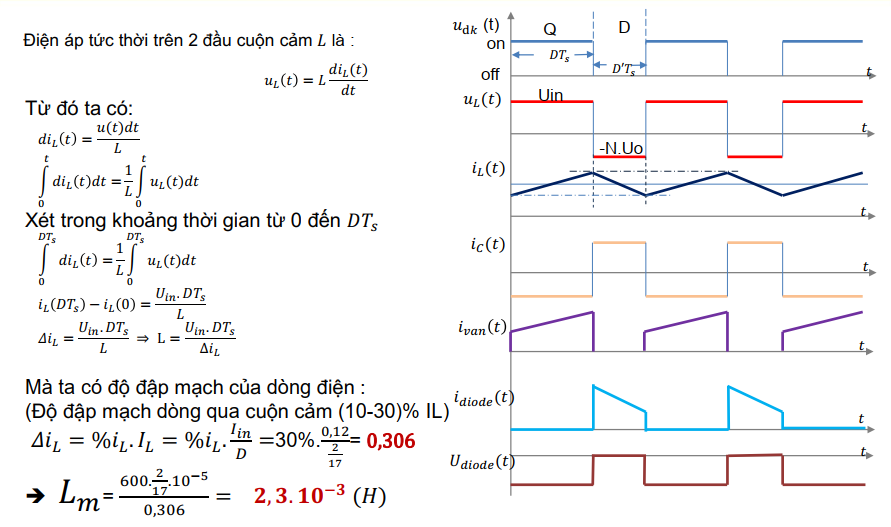 Điện áp tức thời trên 2 đầu cuộn cảm L là :
u_L(t) = L di_L(t)/dt
Từ đó ta có:
di_L(t) = u(t)dt/L
∫_0^t di_L(t)dt = 1/L ∫_0^t u_L(t)dt
Xét trong khoảng thời gian từ 0 đến DT_s
∫_0^{DT_s} di_L(t) = 1/L ∫_0^{DT_s} u_L(t)dt
i_L(DT_s) − i_L(0) = U_in.DT_s/L
Δi_L = U_in.DT_s/L ⇒ L = U_in.DT_s/Δi_L
Mà ta có độ đập mạch của dòng điện :
(Độ đập mạch dòng qua cuộn cảm (10-30)% IL)
Δi_L = %i_L.I_L = %i_L.I_in/D =30%.0,12/(2/17)= 0,306
➔ L_m = 600.(2/17).10^−5/0,306 = 2,3.10^−3 (H)
u_dk (t)
on
off
Q
D
DT_s
D'T_s
t
u_L(t)
Uin
-N.Uo
t
i_L(t)
t
i_C(t)
t
i_van(t)
t
i_diode(t)
t
U_diode(t)
t